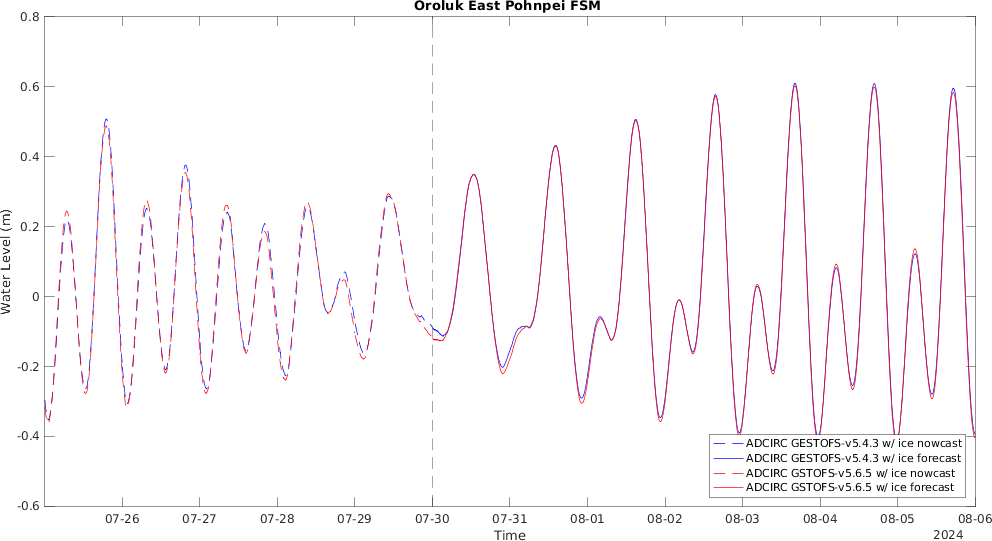 Oroluk East Pohnpei FSM
0.8
0.6
0.4
0.2
0
-0.2
-0.4
-0.6
Water Level (m)
ADCIRC GESTOFS-v5.4.3 w/ ice nowcast
ADCIRC GESTOFS-v5.4.3 w/ ice forecast
ADCIRC GSTOFS-v5.6.5 w/ ice nowcast
ADCIRC GSTOFS-v5.6.5 w/ ice forecast
07-26 07-27 07-28 07-29 07-30 07-31 08-01 08-02 08-03 08-04 08-05 08-06
Time
2024